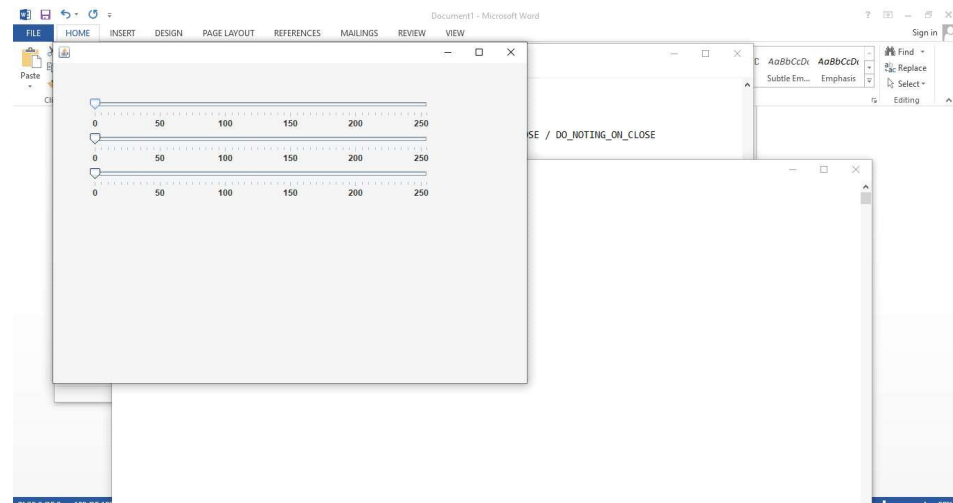 Document1 - Microsoft Word
FILE HOME INSERT DESIGN PAGE LAYOUT REFERENCES MAILINGS REVIEW VIEW Sign in
Paste
AaBbCcDc AaBbCcDc
Subtle Em... Emphasis
Find
Replace
Select
Editing
0 50 100 150 200 250
0 50 100 150 200 250
0 50 100 150 200 250
/ DO_NOTING_ON_CLOSE